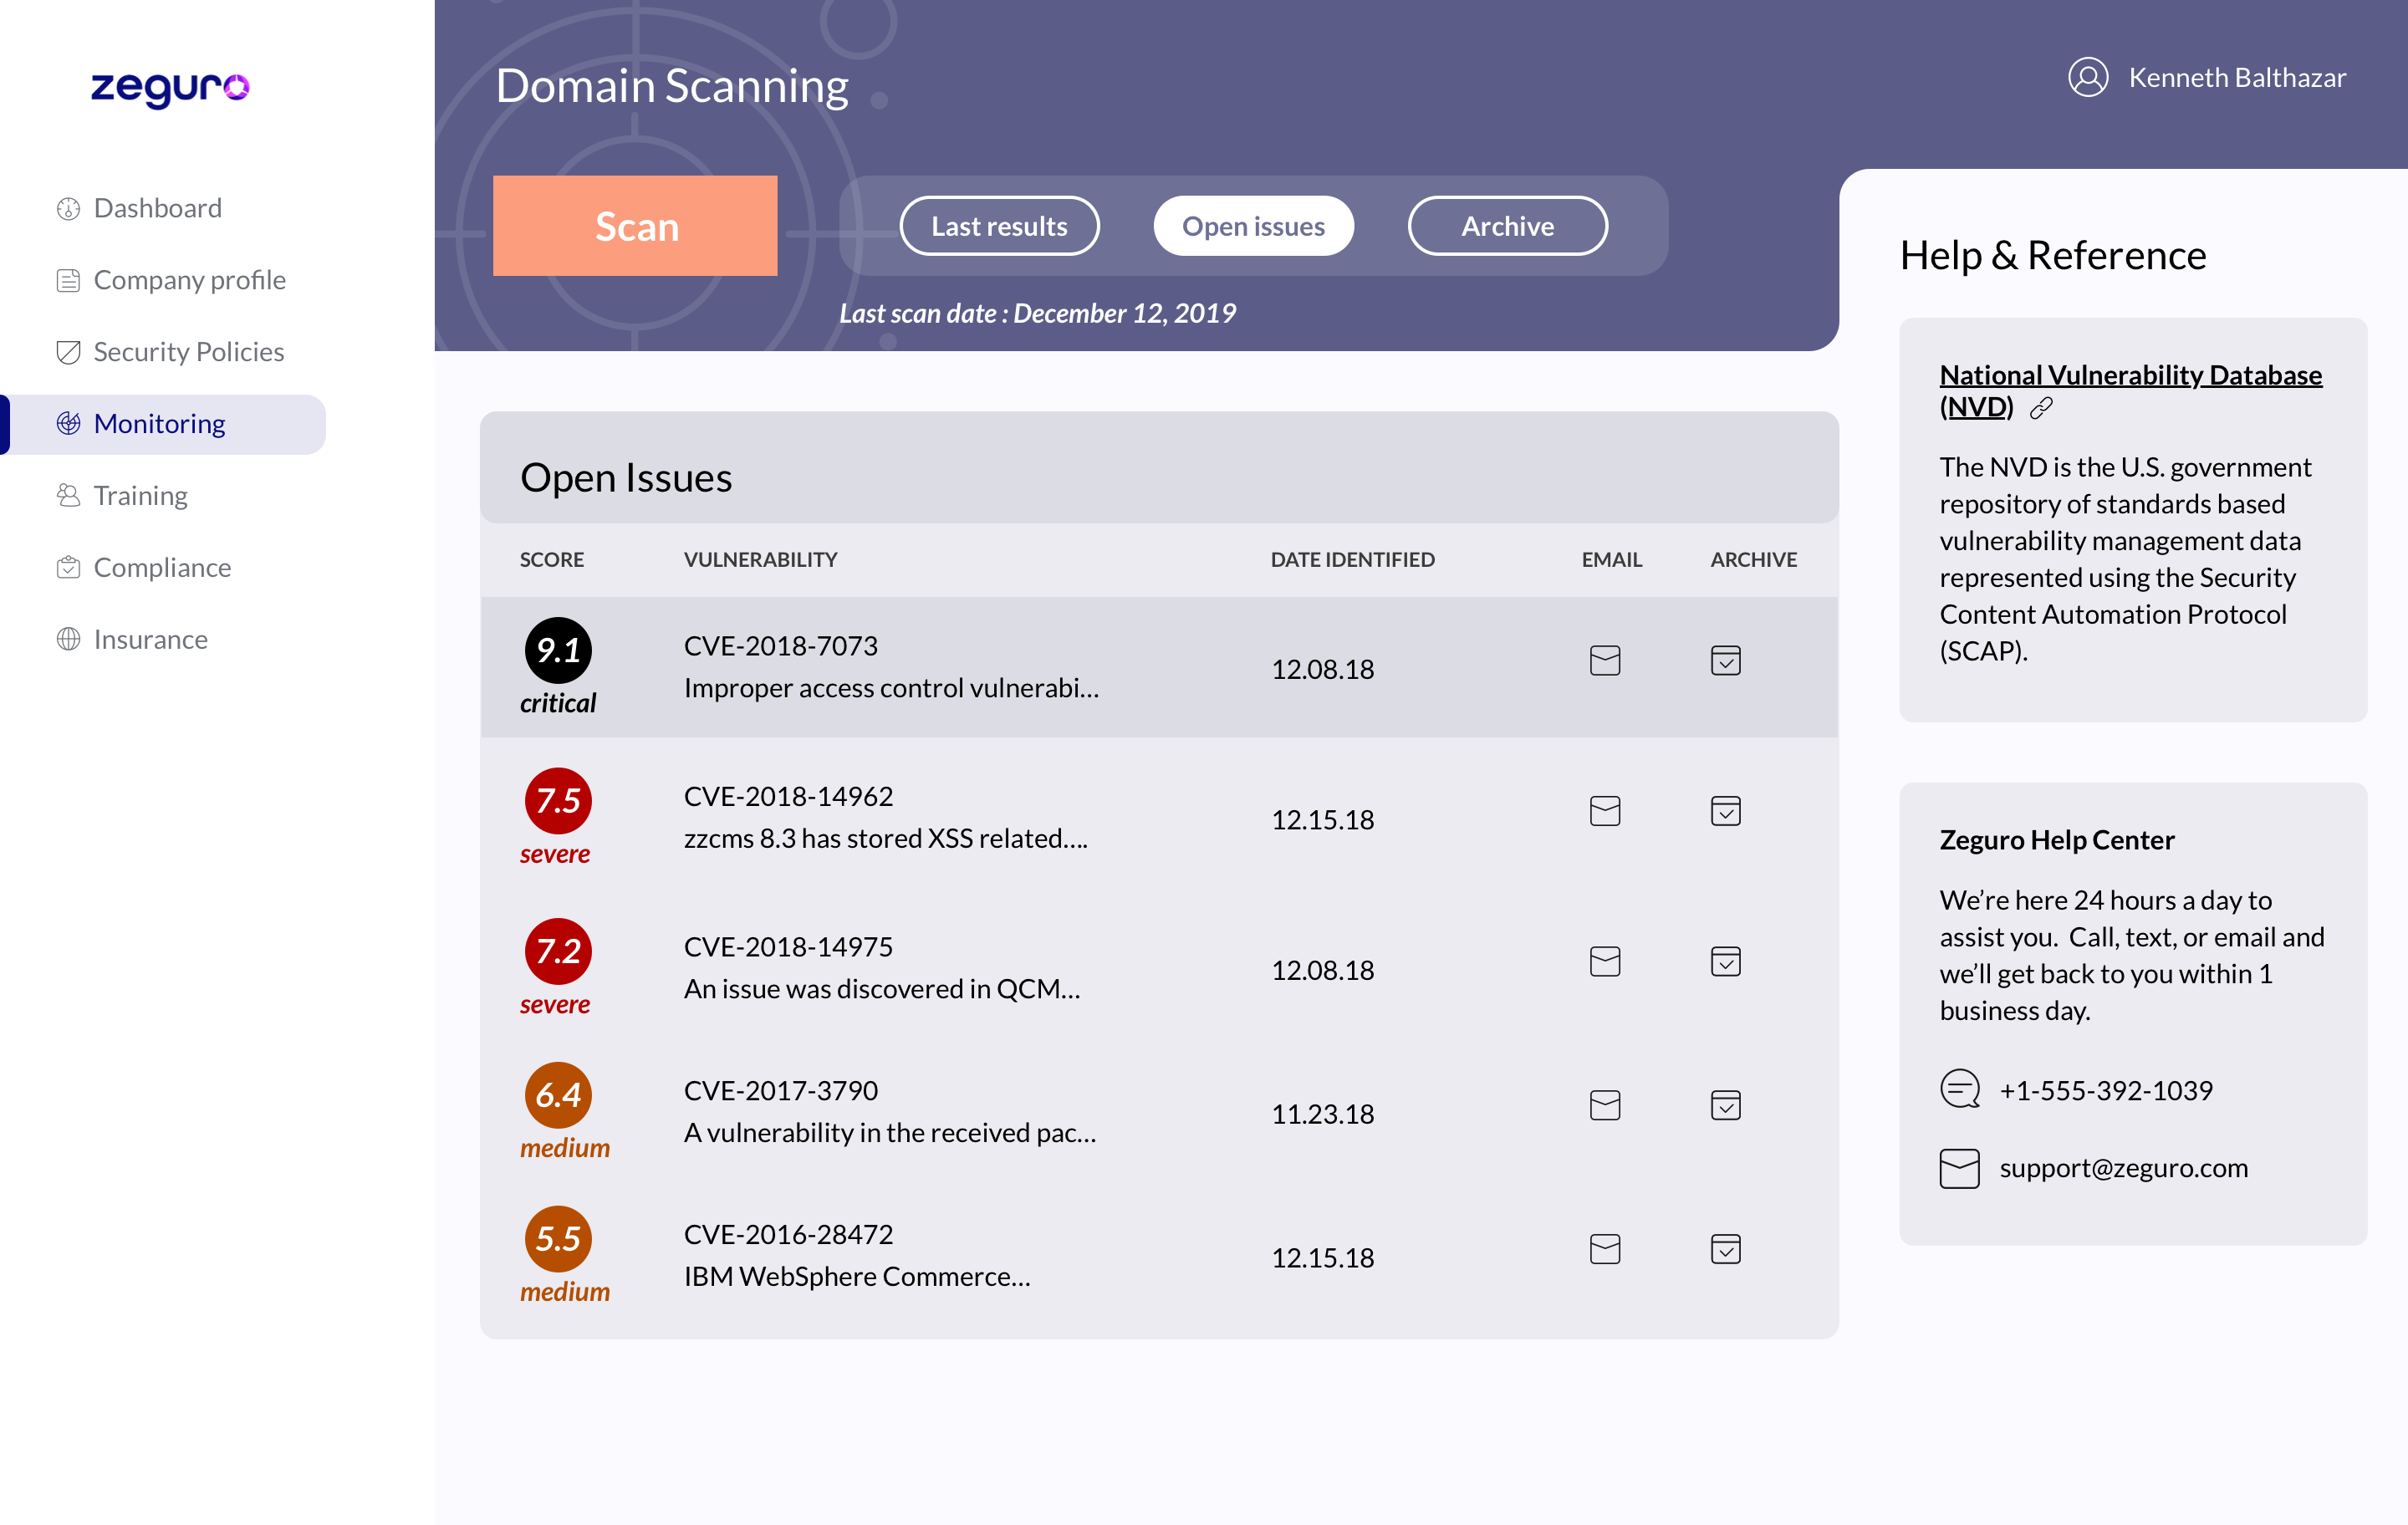 zeguro
Dashboard
Company profile
Security Policies
Monitoring
Training
Compliance
Insurance
Domain Scanning
Kenneth Balthazar
Scan
Last results
Open issues
Archive
Last scan date : December 12, 2019
Open Issues
SCORE VULNERABILITY DATE IDENTIFIED EMAIL ARCHIVE
9.1
critical
CVE-2018-7073
Improper access control vulnerabi...
12.08.18
7.5
severe
CVE-2018-14962
zzcms 8.3 has stored XSS related....
12.15.18
7.2
severe
CVE-2018-14975
An issue was discovered in QCM...
12.08.18
6.4
medium
CVE-2017-3790
A vulnerability in the received pac...
11.23.18
5.5
medium
CVE-2016-28472
IBM WebSphere Commerce...
12.15.18
Help & Reference
National Vulnerability Database
(NVD)
The NVD is the U.S. government
repository of standards based
vulnerability management data
represented using the Security
Content Automation Protocol
(SCAP).
Zeguro Help Center
We’re here 24 hours a day to
assist you.  Call, text, or email and
we’ll get back to you within 1
business day.
+1-555-392-1039
support@zeguro.com